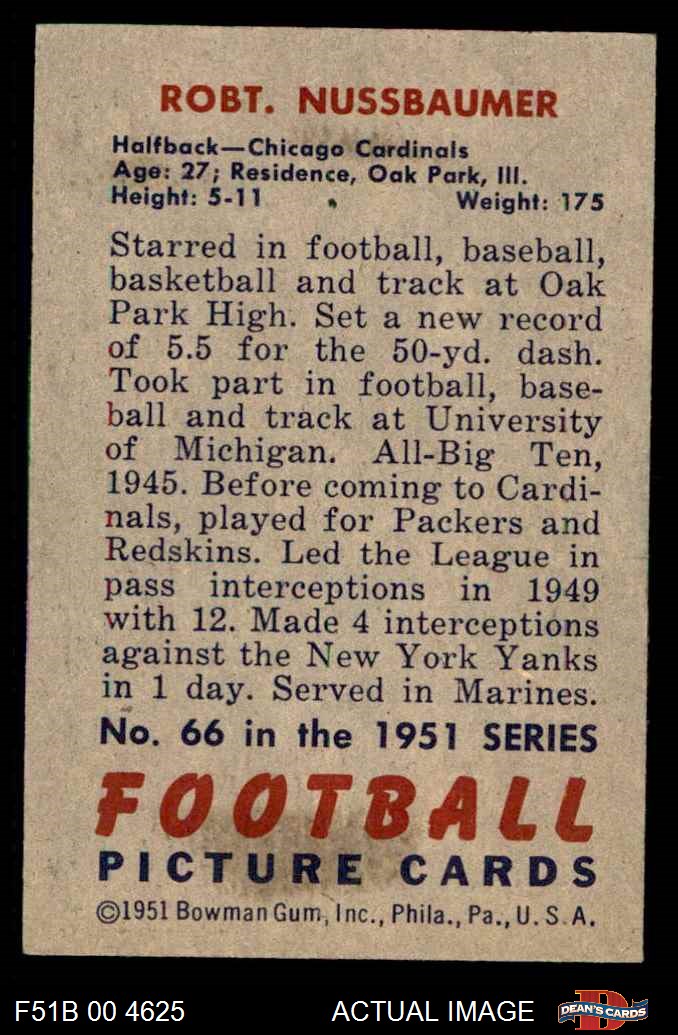 ROBT. NUSSBAUMER
Halfback—Chicago Cardinals
Age: 27; Residence, Oak Park, Ill.
Height: 5-11 Weight: 175
Starred in football, baseball,
basketball and track at Oak
Park High. Set a new record
of 5.5 for the 50-yd. dash.
Took part in football, base-
ball and track at University
of Michigan. All-Big Ten,
1945. Before coming to Cardi-
nals, played for Packers and
Redskins. Led the League in
pass interceptions in 1949
with 12. Made 4 interceptions
against the New York Yanks
in 1 day. Served in Marines.
No. 66 in the 1951 SERIES
FOOTBALL
PICTURE CARDS
©1951 Bowman Gum, Inc., Phila., Pa., U. S. A.
F51B 00 4625 ACTUAL IMAGE D DEAN'S CARDS